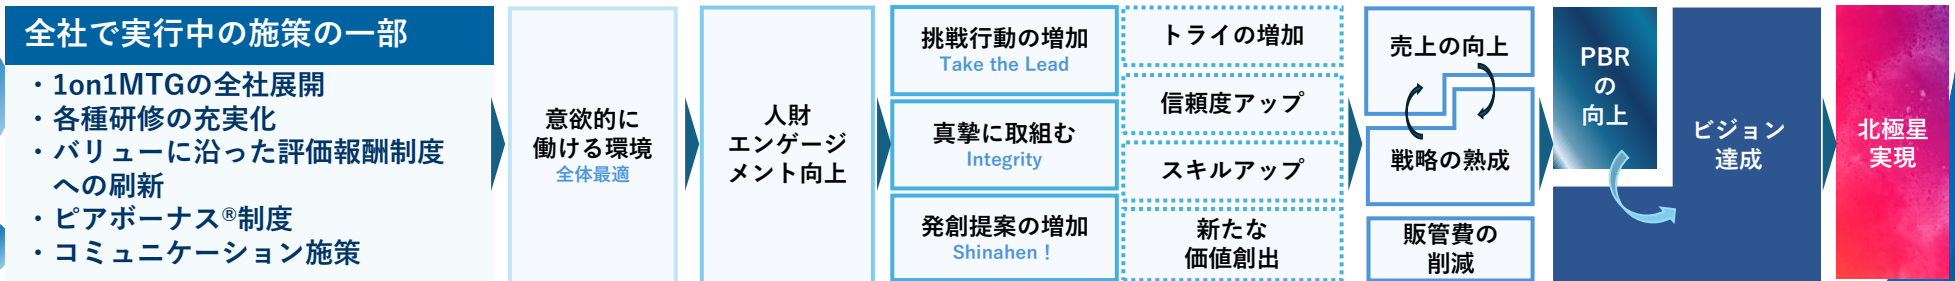 全社で実行中の施策の一部
・1on1MTGの全社展開
・各種研修の充実化
・バリューに沿った評価報酬制度
への刷新
・ピアボーナス®制度
・コミュニケーション施策
意欲的に
働ける環境
全体最適
人財
エンゲージ
メント向上
挑戦行動の増加
Take the Lead
真摯に取組む
Integrity
発創提案の増加
Shinahen！
トライの増加
信頼度アップ
スキルアップ
新たな
価値創出
売上の向上
戦略の熟成
販管費の
削減
PBR
の
向上
ビジョン
達成
北極星
実現